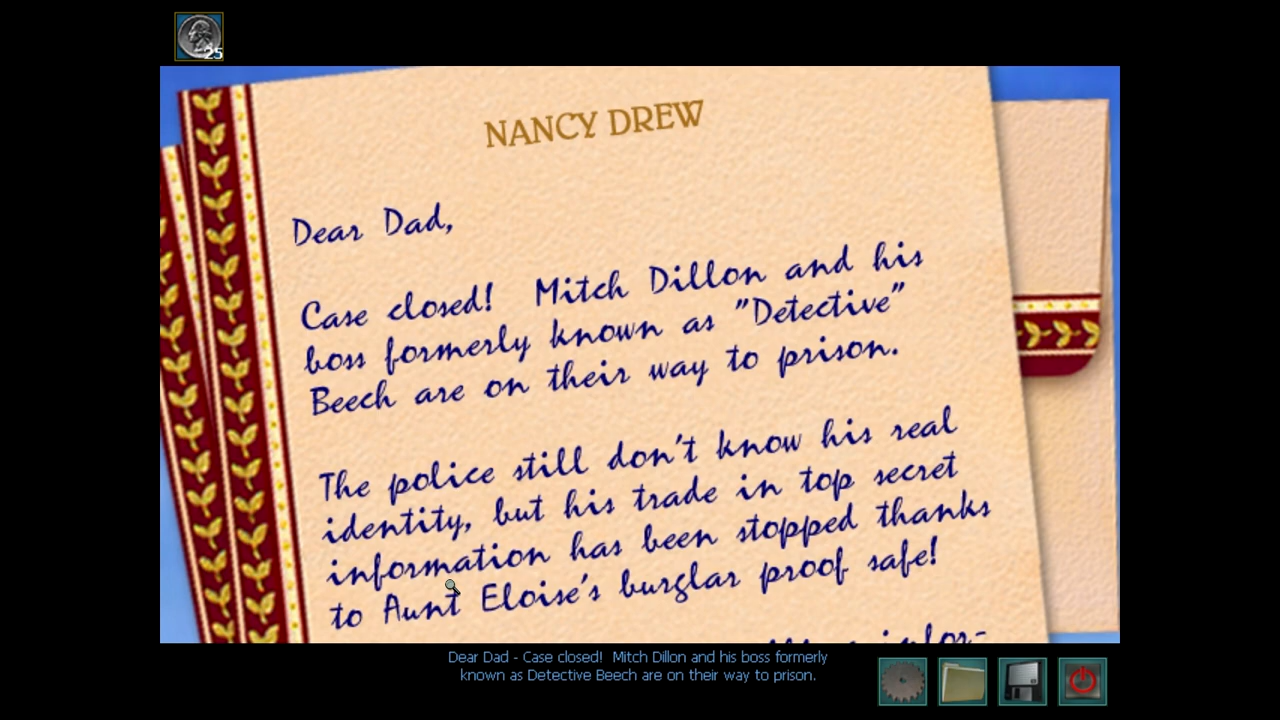 25
NANCY DREW
Dear Dad,
Case closed! Mitch Dillon and his
boss formerly known as "Detective"
Beech are on their way to prison.
The police still don't know his real
identity, but his trade in top secret
information has been stopped thanks
to Aunt Eloise's burglar proof safe!
infor-
Dear Dad - Case closed! Mitch Dillon and his boss formerly
known as Detective Beech are on their way to prison.